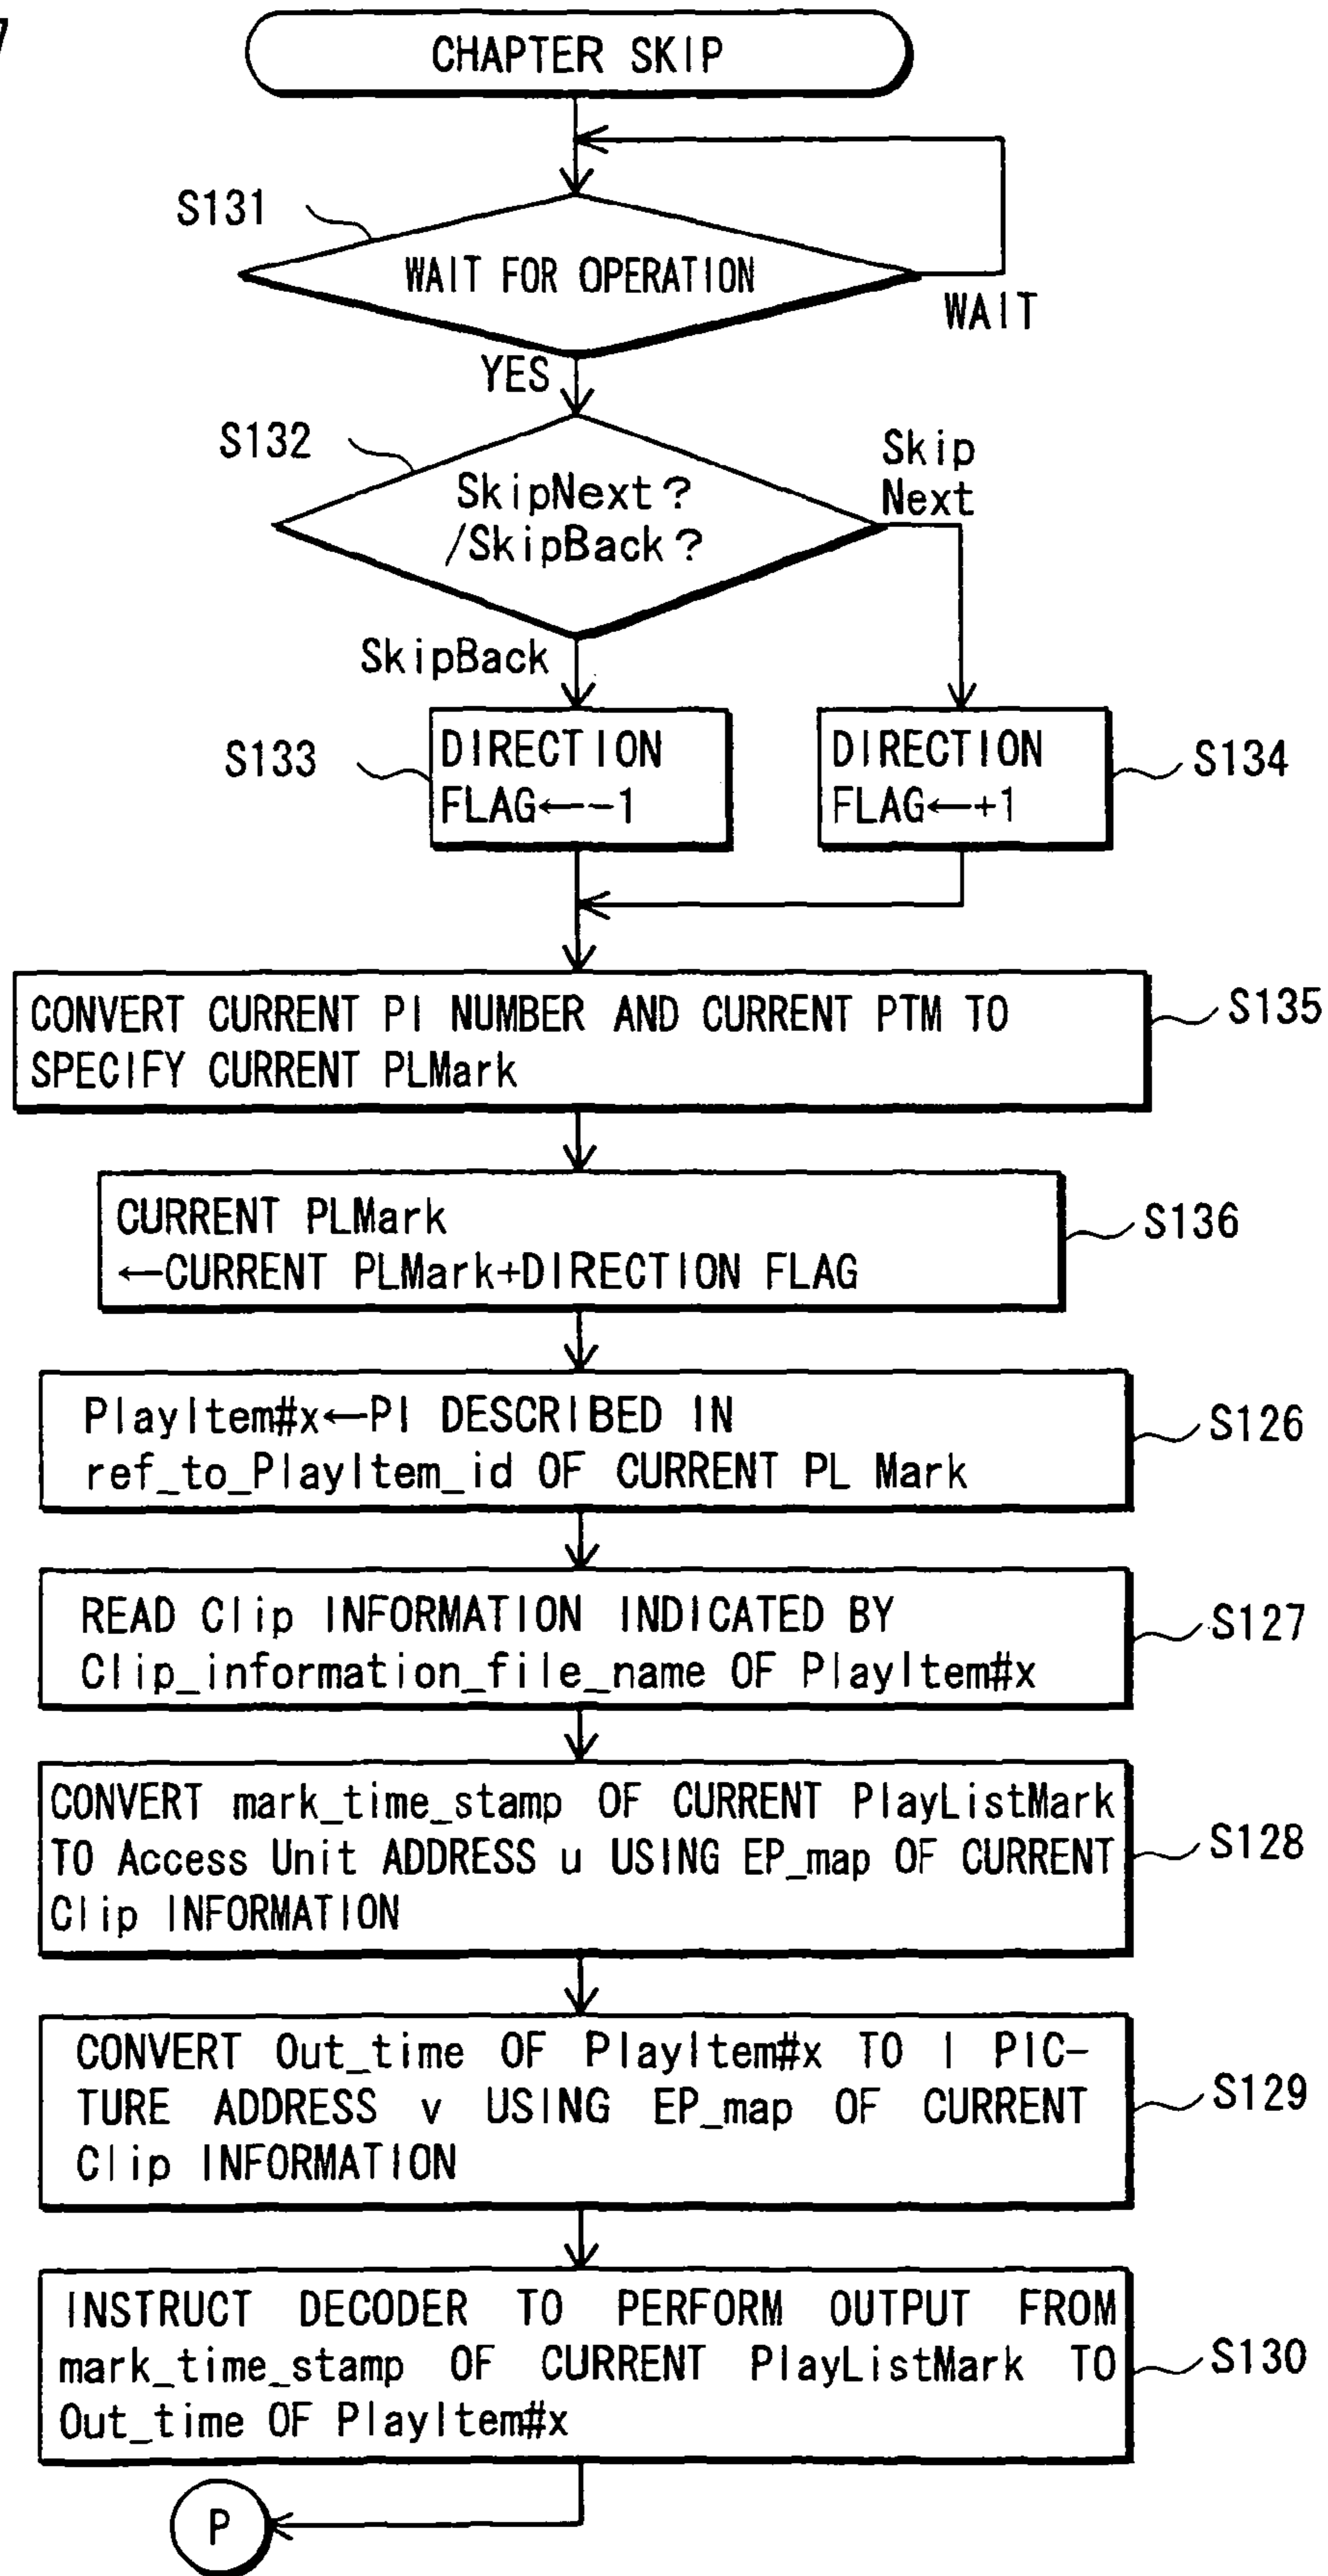 7
CHAPTER SKIP
S131
WAIT FOR OPERATION
WAIT
YES
S132
SkipNext?
/SkipBack?
Skip
Next
SkipBack
S133
DIRECTION
FLAG←-1
DIRECTION
FLAG←+1
S134
CONVERT CURRENT PI NUMBER AND CURRENT PTM TO
SPECIFY CURRENT PLMark
S135
CURRENT PLMark
←CURRENT PLMark+DIRECTION FLAG
S136
PlayItem#x←PI DESCRIBED IN
ref_to_PlayItem_id OF CURRENT PL Mark
S126
READ Clip INFORMATION INDICATED BY
Clip_information_file_name OF PlayItem#x
S127
CONVERT mark_time_stamp OF CURRENT PlayListMark
TO Access Unit ADDRESS u USING EP_map OF CURRENT
Clip INFORMATION
S128
CONVERT Out_time OF PlayItem#x TO I PIC-
TURE ADDRESS v USING EP_map OF CURRENT
Clip INFORMATION
S129
INSTRUCT DECODER TO PERFORM OUTPUT FROM
mark_time_stamp OF CURRENT PlayListMark TO
Out_time OF PlayItem#x
S130
P